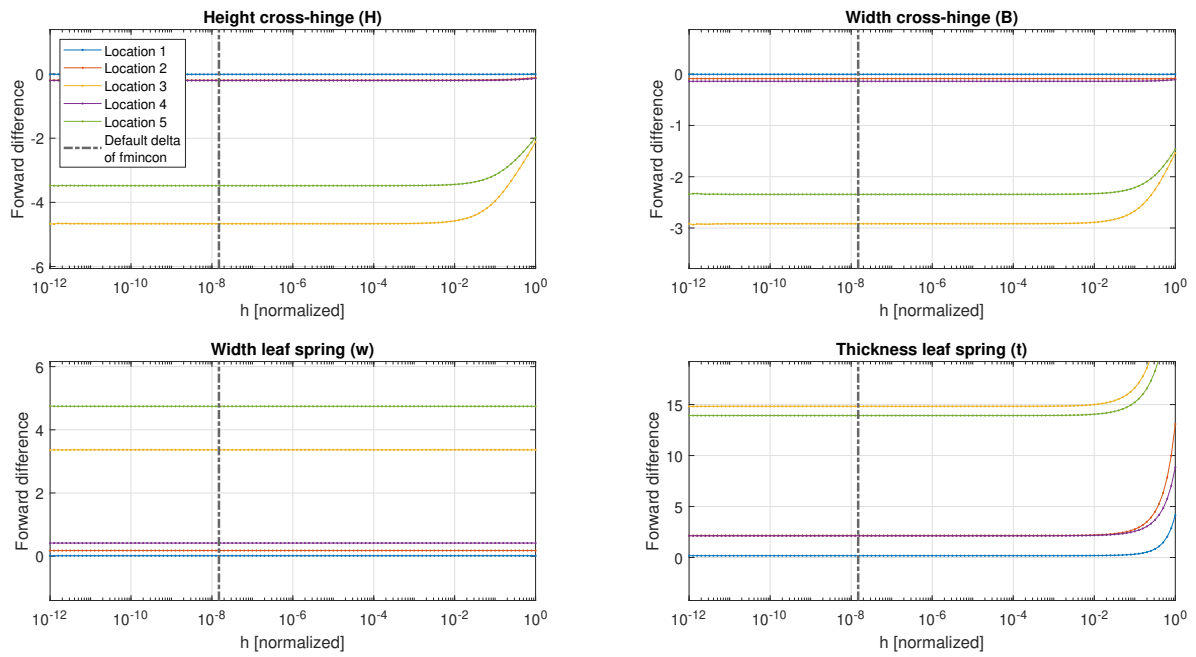 Height cross-hinge (H)
0
-2
-4
-6
Forward difference
Location 1
Location 2
Location 3
Location 4
Location 5
Default delta
of fmincon
10^-12
10^-10
10^-8
10^-6
10^-4
10^-2
10^0
h [normalized]
Width cross-hinge (B)
0
-1
-2
-3
Forward difference
10^-12
10^-10
10^-8
10^-6
10^-4
10^-2
10^0
h [normalized]
Width leaf spring (w)
6
4
2
0
Forward difference
10^-12
10^-10
10^-8
10^-6
10^-4
10^-2
10^0
h [normalized]
Thickness leaf spring (t)
15
10
5
0
Forward difference
10^-12
10^-10
10^-8
10^-6
10^-4
10^-2
10^0
h [normalized]